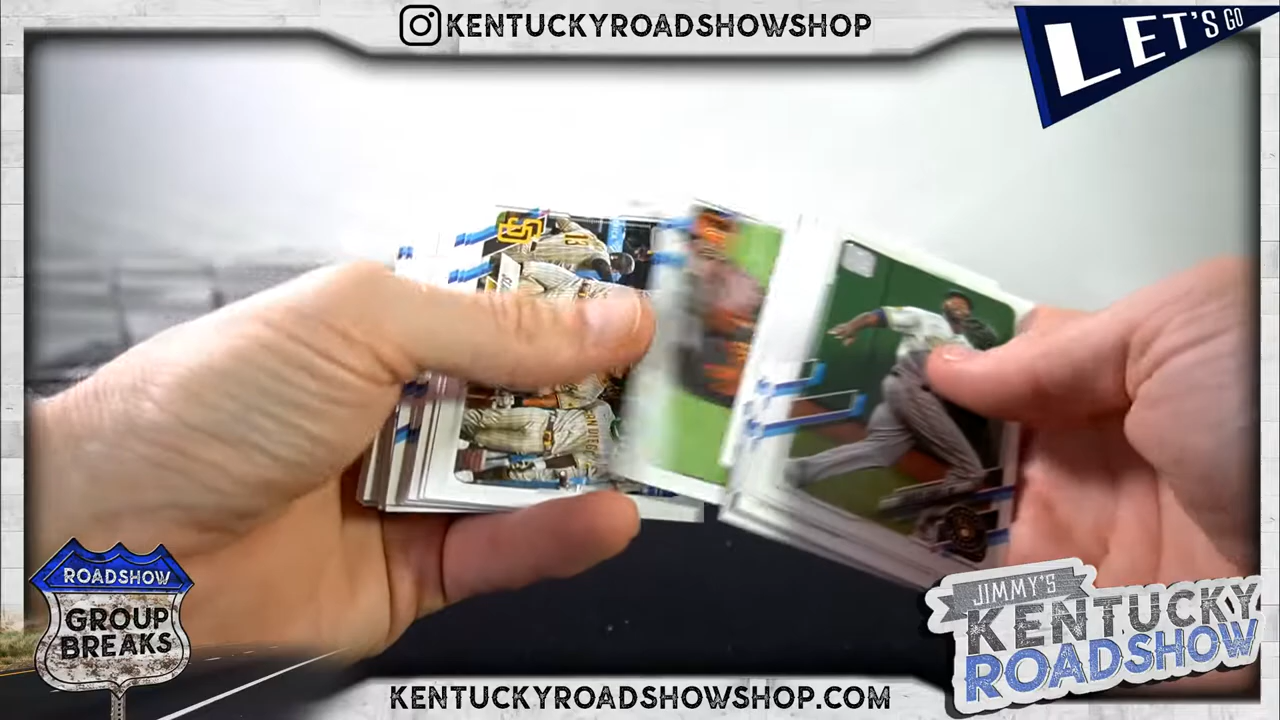 KENTUCKYROADSHOWSHOP
LET'S GO
ROADSHOW
GROUP
BREAKS
JIMMY'S
KENTUCKY
ROADSHOW
KENTUCKYROADSHOWSHOP.COM